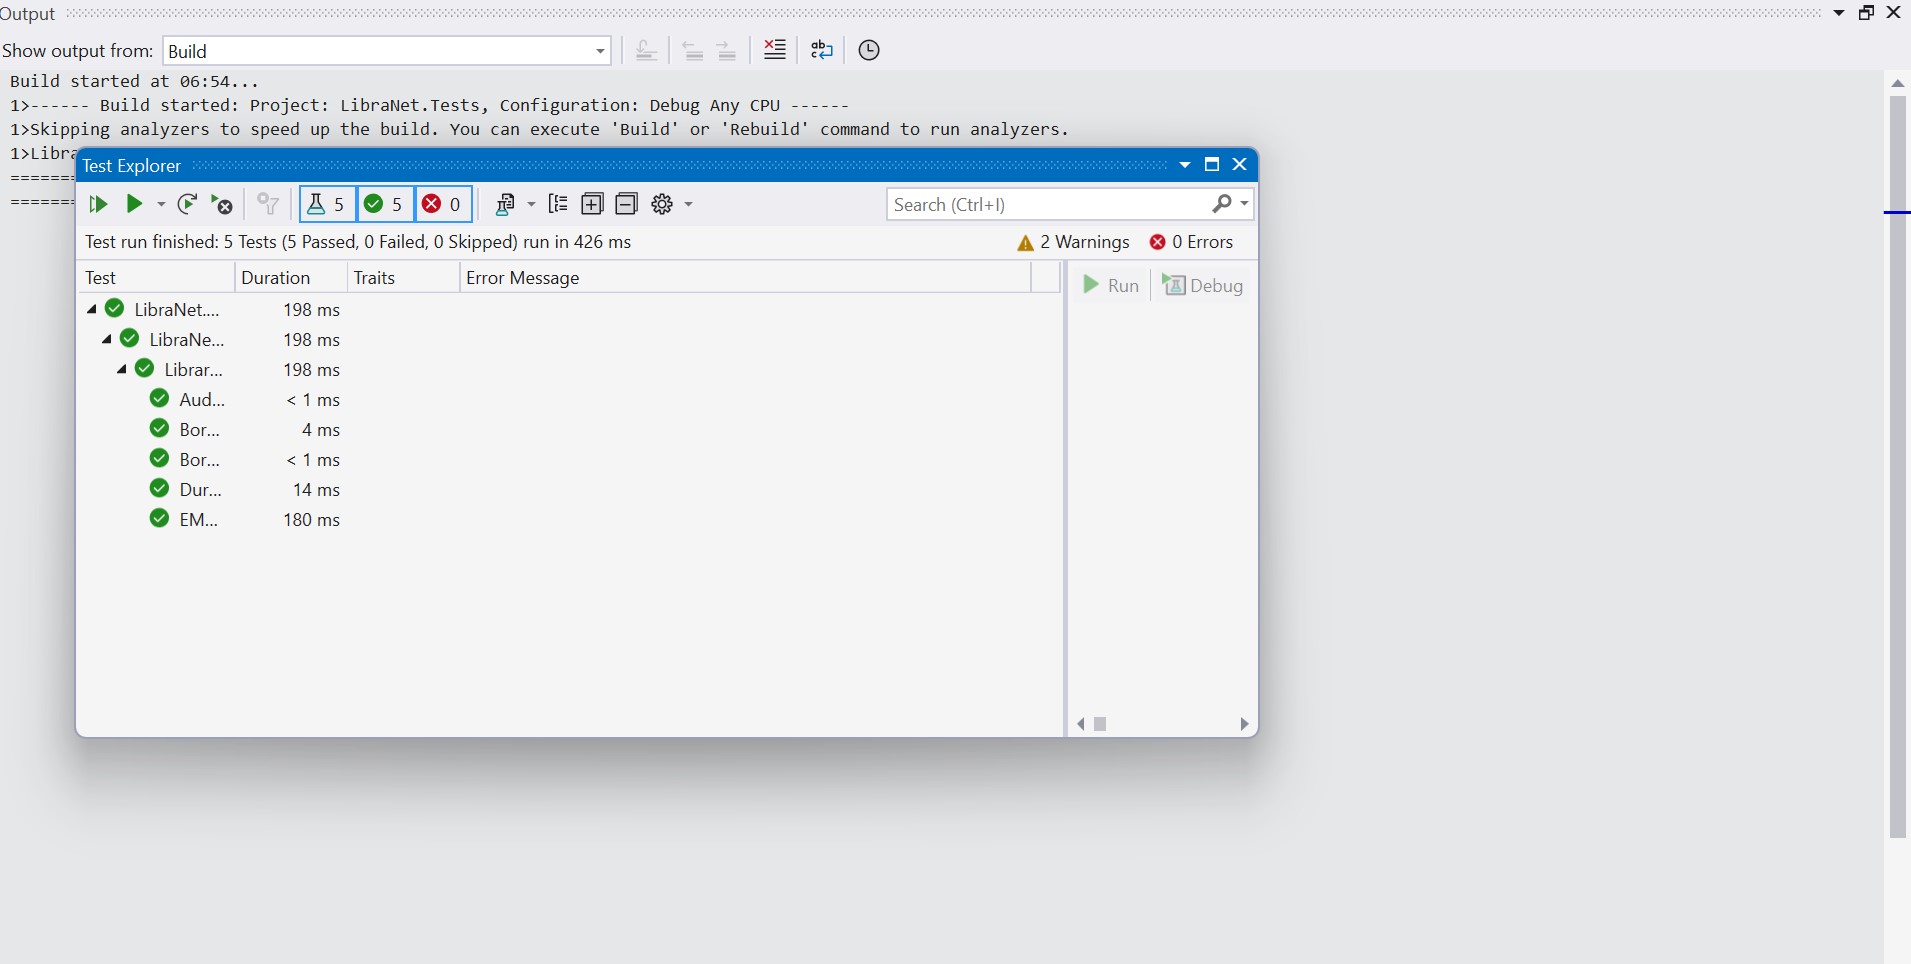 Output
Show output from: Build
Build started at 06:54...
1>------ Build started: Project: LibraNet.Tests, Configuration: Debug Any CPU ------
1>Skipping analyzers to speed up the build. You can execute 'Build' or 'Rebuild' command to run analyzers.
1>Libra
=======
=======
Test Explorer
5 5 0
Search (Ctrl+I)
Test run finished: 5 Tests (5 Passed, 0 Failed, 0 Skipped) run in 426 ms 2 Warnings 0 Errors
Test Duration Traits Error Message
Run Debug
LibraNet.... 198 ms
LibraNe... 198 ms
Librar... 198 ms
Aud... < 1 ms
Bor... 4 ms
Bor... < 1 ms
Dur... 14 ms
EM... 180 ms